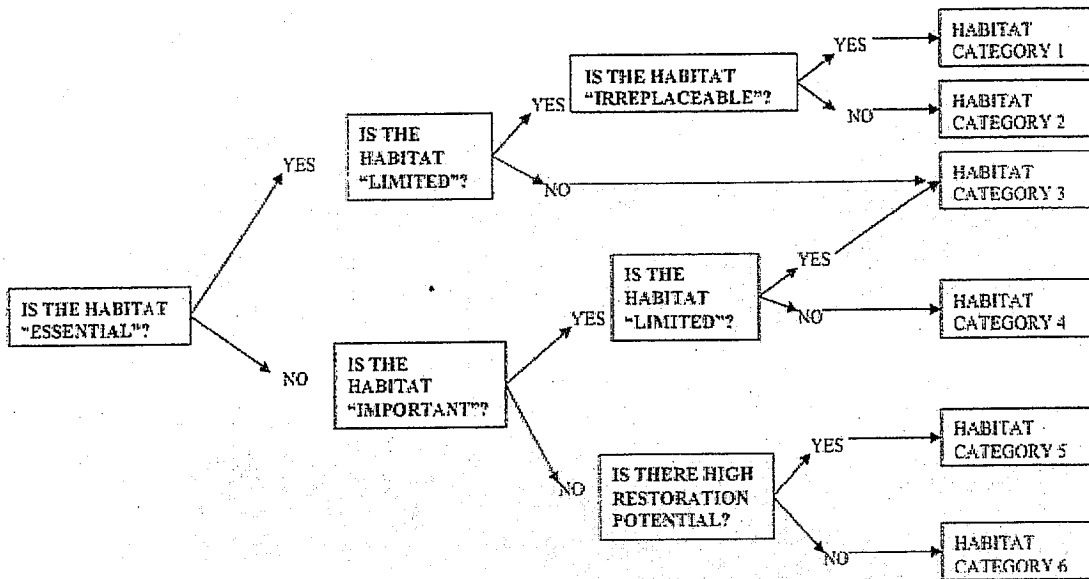 YES
HABITAT
CATEGORY 1
IS THE HABITAT
“IRREPLACEABLE”?
YES
NO
HABITAT
CATEGORY 2
IS THE
HABITAT
“LIMITED”?
YES
NO
HABITAT
CATEGORY 3
IS THE HABITAT
“ESSENTIAL”?
IS THE
HABITAT
“LIMITED”?
YES
NO
HABITAT
CATEGORY 4
YES
NO
IS THE
HABITAT
“IMPORTANT”?
NO
IS THERE HIGH
RESTORATION
POTENTIAL?
YES
HABITAT
CATEGORY 5
NO
HABITAT
CATEGORY 6